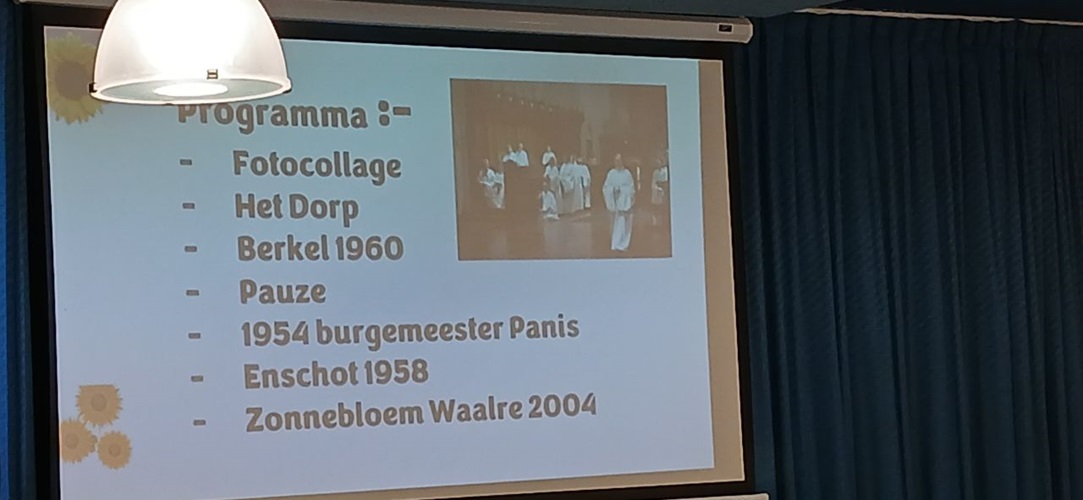 Programma :-
- Fotocollage
- Het Dorp
- Berkel 1960
- Pauze
- 1954 burgemeester Panis
- Enschot 1958
- Zonnebloem Waalre 2004